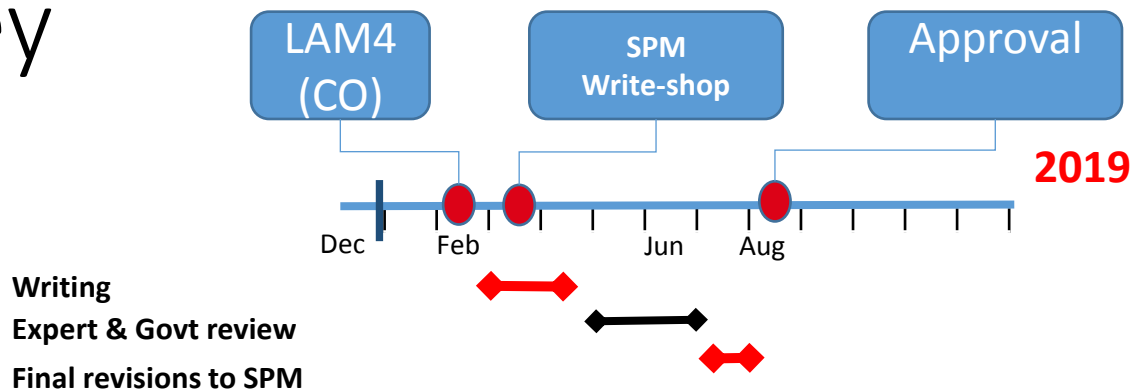 ey
LAM4
(CO)
SPM
Write-shop
Approval
2019
Dec
Feb
Jun
Aug
Writing
Expert & Govt review
Final revisions to SPM